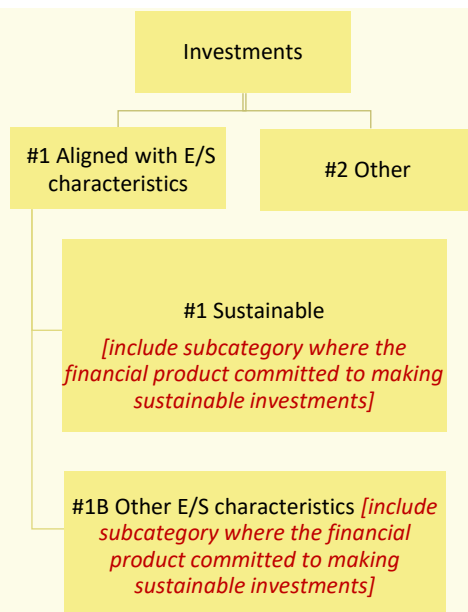 Investments
#1 Aligned with E/S
characteristics
#2 Other
#1 Sustainable
[include subcategory where the
financial product committed to making
sustainable investments]
#1B Other E/S characteristics [include
subcategory where the financial
product committed to making
sustainable investments]